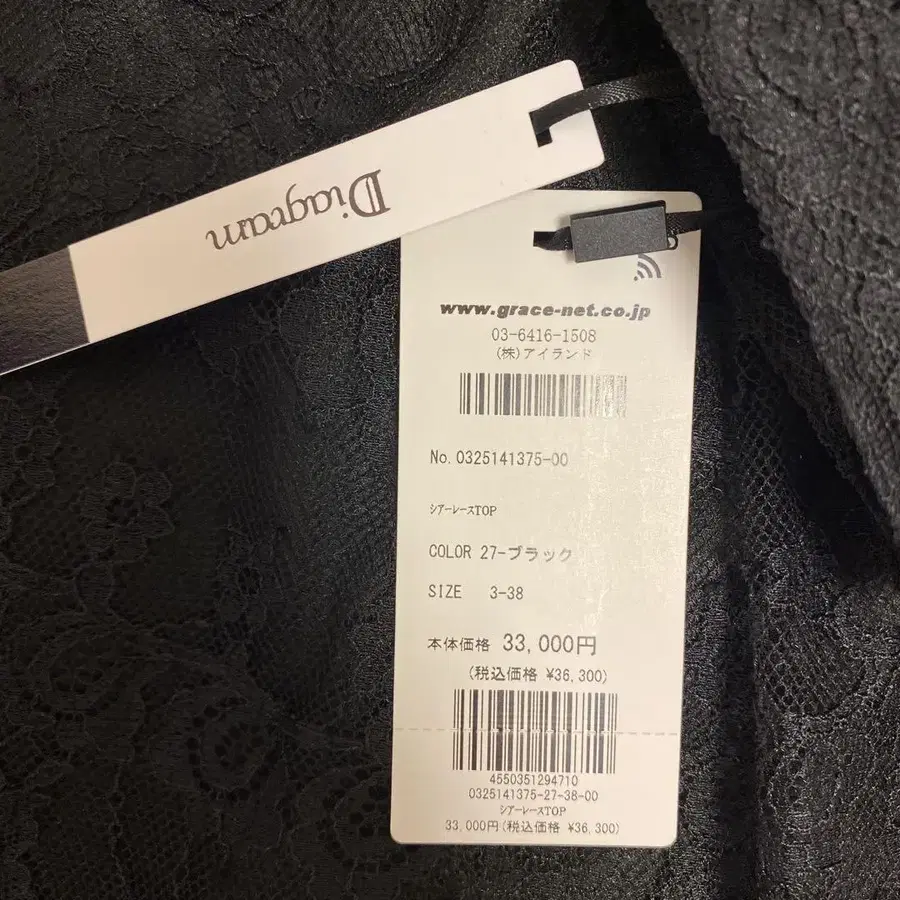 Diagram
www.grace-net.co.jp
03-6416-1508
(株)アイランド
No. 0325141375-00
シアーレースTOP
COLOR 27-ブラック
SIZE 3-38
本体価格 33,000円
(税込価格 ¥36,300)
4550351294710
0325141375-27-38-00
シアーレースTOP
33,000円(税込価格 ¥36,300)